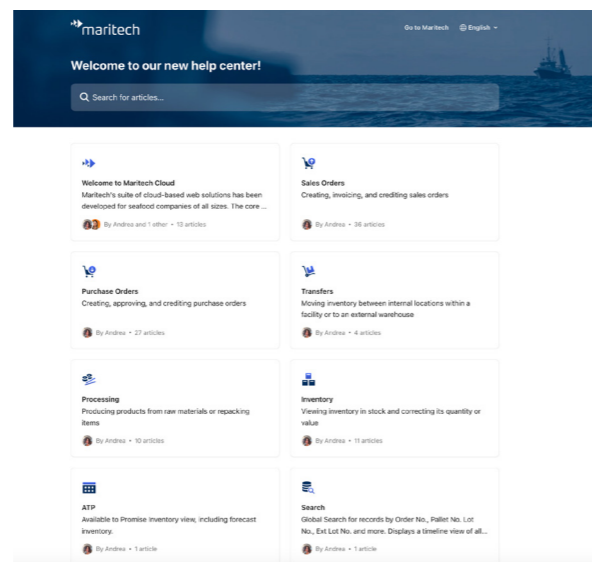 maritech
Go to Maritech
English
Welcome to our new help center!
Search for articles...
Welcome to Maritech Cloud
Maritech's suite of cloud-based web solutions has been
developed for seafood companies of all sizes. The core ...
By Andrea and 1 other • 13 articles
Sales Orders
Creating, invoicing, and crediting sales orders
By Andrea • 36 articles
Purchase Orders
Creating, approving, and crediting purchase orders
By Andrea • 27 articles
Transfers
Moving inventory between internal locations within a
facility or to an external warehouse
By Andrea • 4 articles
Processing
Producing products from raw materials or repacking
items
By Andrea • 10 articles
Inventory
Viewing inventory in stock and correcting its quantity or
value
By Andrea • 11 articles
ATP
Available to Promise Inventory view, including forecast
inventory.
By Andrea • 1 article
Search
Global Search for records by Order No., Pallet No. Lot
No., Ext Lot No. and more. Displays a timeline view of all...
By Andrea • 1 article